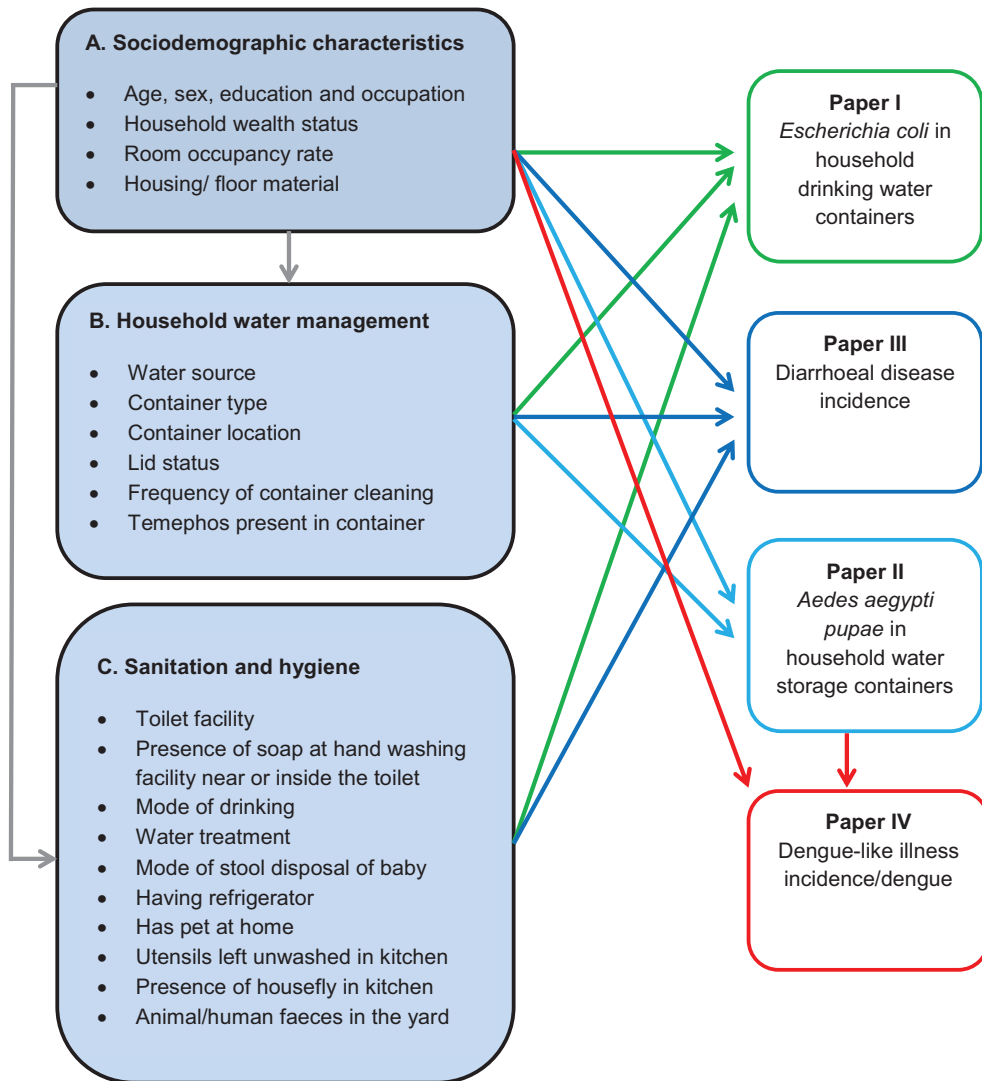 A. Sociodemographic characteristics
• Age, sex, education and occupation
• Household wealth status
• Room occupancy rate
• Housing/ floor material
B. Household water management
• Water source
• Container type
• Container location
• Lid status
• Frequency of container cleaning
• Temephos present in container
C. Sanitation and hygiene
• Toilet facility
• Presence of soap at hand washing
facility near or inside the toilet
• Mode of drinking
• Water treatment
• Mode of stool disposal of baby
• Having refrigerator
• Has pet at home
• Utensils left unwashed in kitchen
• Presence of housefly in kitchen
• Animal/human faeces in the yard
Paper I
Escherichia coli in
household
drinking water
containers
Paper III
Diarrhoeal disease
incidence
Paper II
Aedes aegypti
pupae in
household water
storage containers
Paper IV
Dengue-like illness
incidence/dengue